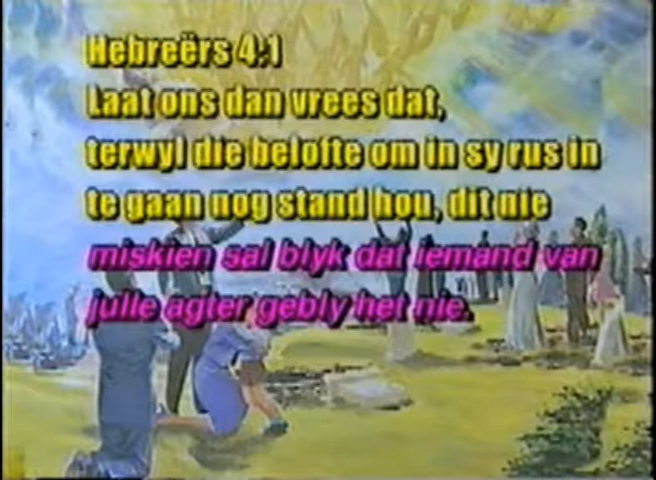 Hebreërs 4:1
Laat ons dan vrees dat,
terwyl die belofte om in sy rus in
te gaan nog stand hou, dit nie
miskien sal blyk dat iemand van
julle agter gebly het nie.